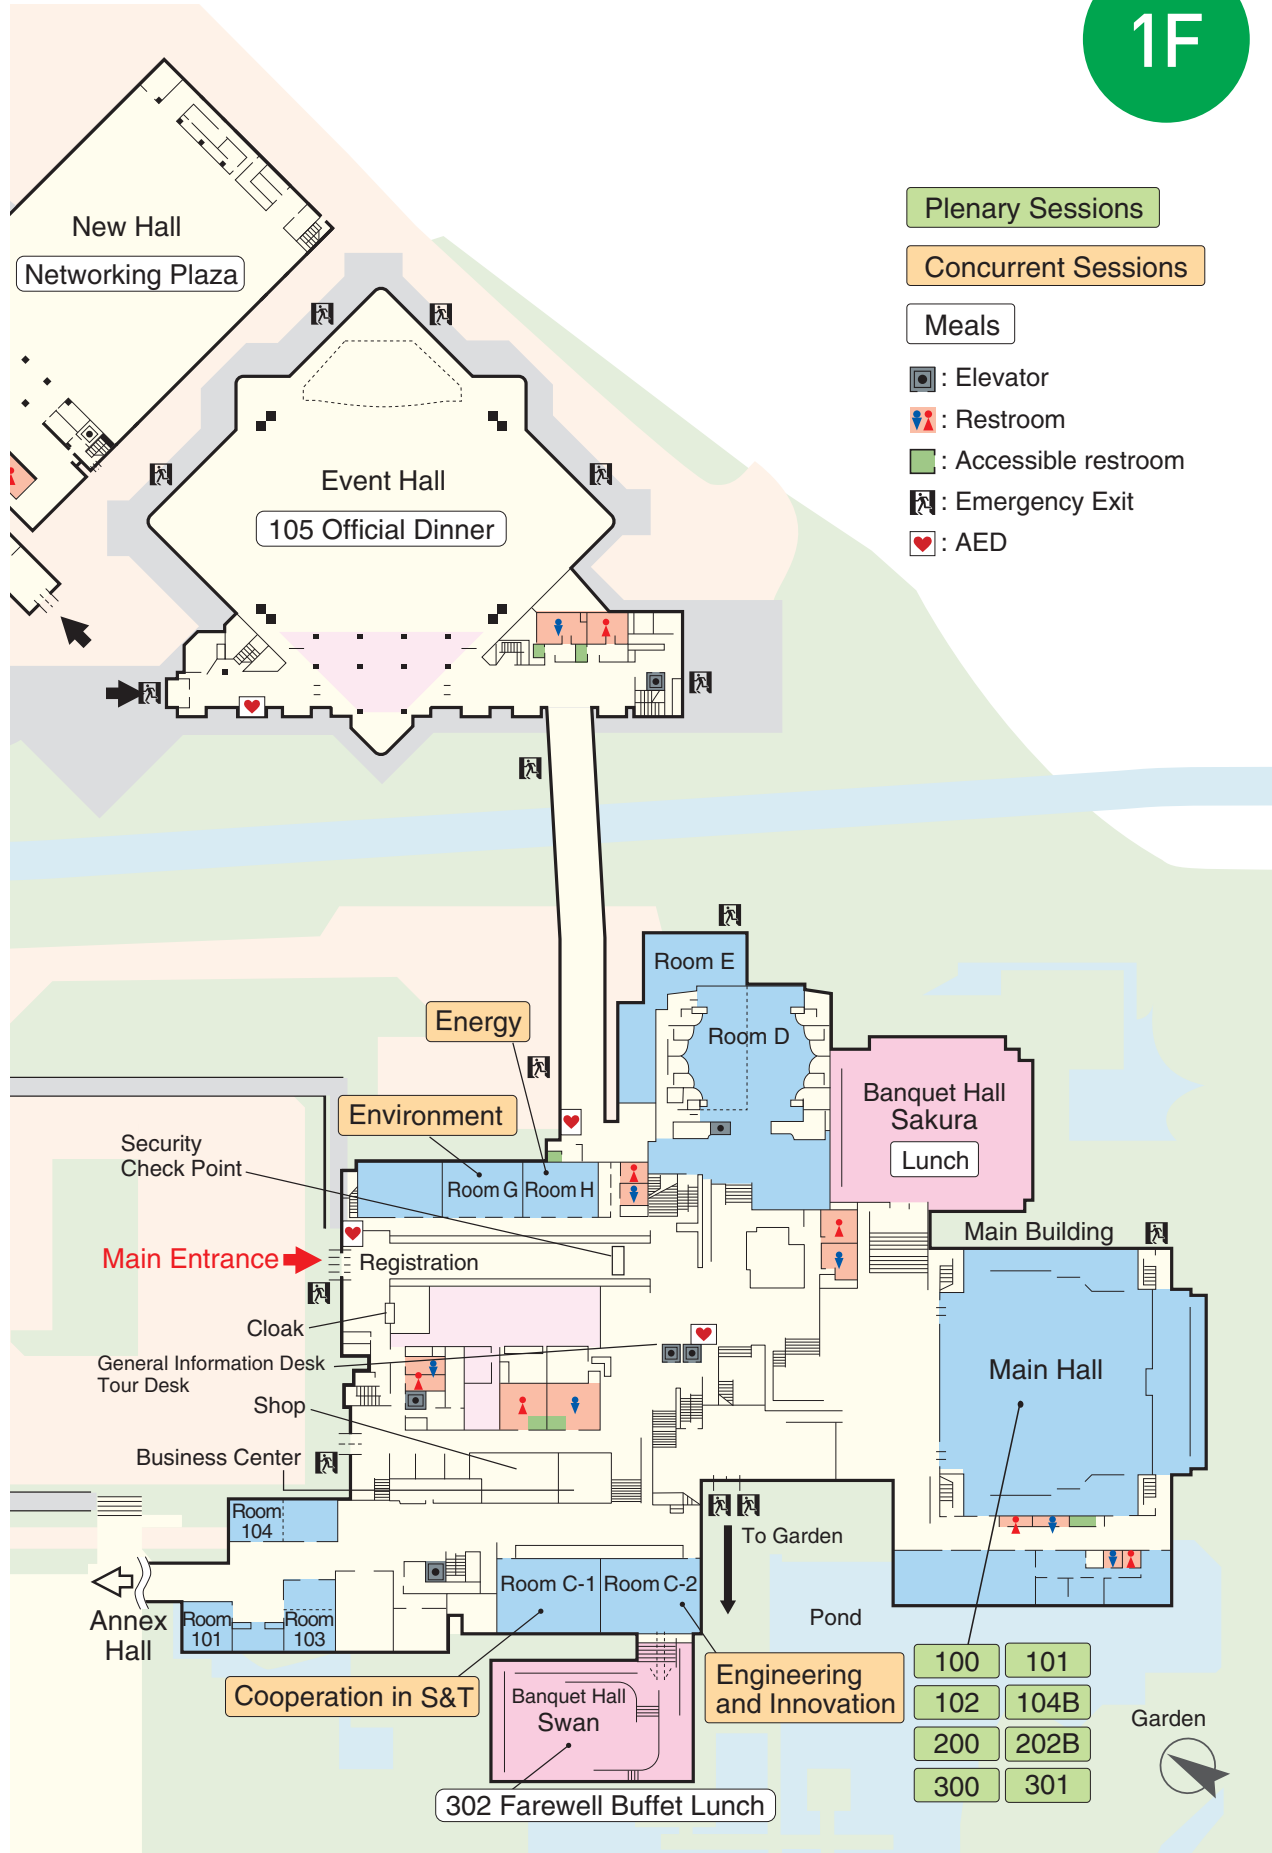 1F
New Hall
Networking Plaza
Plenary Sessions
Concurrent Sessions
Meals
: Elevator
: Restroom
: Accessible restroom
: Emergency Exit
: AED
Event Hall
105 Official Dinner
Room E
Energy
Room D
Environment
Banquet Hall
Sakura
Lunch
Security
Check Point
Room G
Room H
Main Building
Main Entrance
Registration
Cloak
General Information Desk
Tour Desk
Main Hall
Shop
Business Center
Room
104
To Garden
Room C-1
Room C-2
Annex
Hall
Room
101
Room
103
Pond
Cooperation in S&T
Engineering
and Innovation
Banquet Hall
Swan
100
101
102
104B
200
202B
300
301
Garden
302 Farewell Buffet Lunch